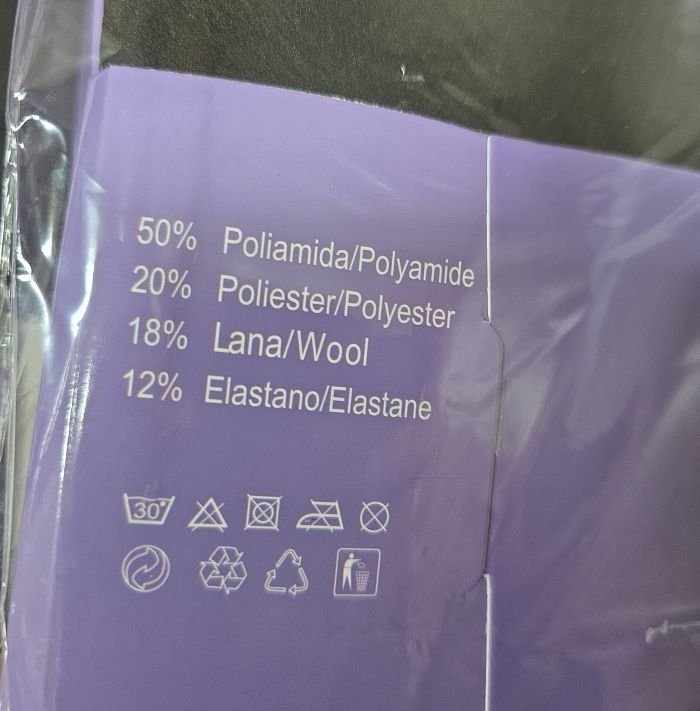 50% Poliamida/Polyamide
20% Poliester/Polyester
18% Lana/Wool
12% Elastano/Elastane
30°